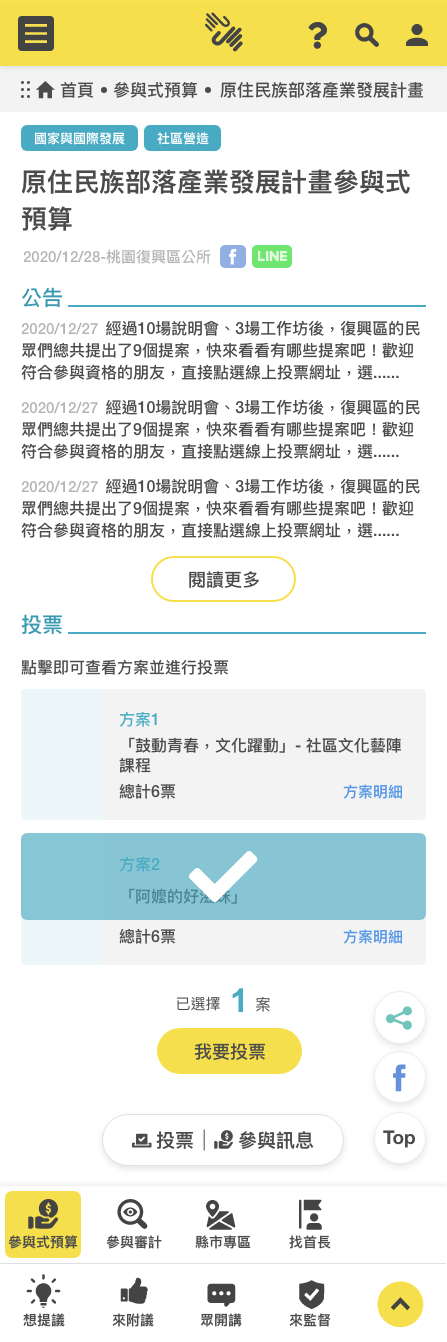 首頁 • 參與式預算 • 原住民族部落產業發展計畫
國家與國際發展 社區營造
原住民族部落產業發展計畫參與式
預算
2020/12/28-桃園復興區公所 f LINE
公告
2020/12/27 經過10場說明會、3場工作坊後，復興區的民
眾們總共提出了9個提案，快來看看有哪些提案吧！歡迎
符合參與資格的朋友，直接點選線上投票網址，選......
2020/12/27 經過10場說明會、3場工作坊後，復興區的民
眾們總共提出了9個提案，快來看看有哪些提案吧！歡迎
符合參與資格的朋友，直接點選線上投票網址，選......
2020/12/27 經過10場說明會、3場工作坊後，復興區的民
眾們總共提出了9個提案，快來看看有哪些提案吧！歡迎
符合參與資格的朋友，直接點選線上投票網址，選......
閱讀更多
投票
點擊即可查看方案並進行投票
方案1
「鼓動青春，文化躍動」- 社區文化藝陣
課程
總計6票 方案明細
方案2
「阿嬤的好滋味」
總計6票 方案明細
已選擇 1 案
我要投票
f
投票 | 參與訊息
Top
參與式預算 參與審計 縣市專區 找首長
想提議 來附議 眾開講 來監督